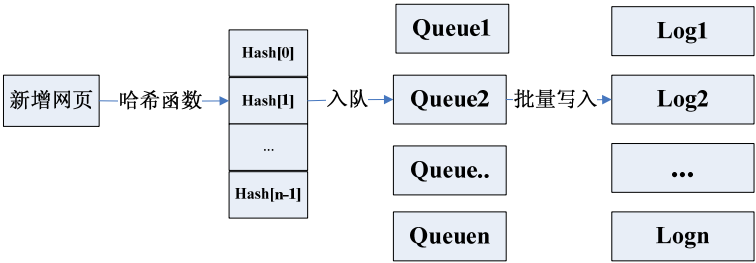 新增网页
哈希函数
Hash[0]
Hash[1]
...
Hash[n-1]
入队
Queue1
Queue2
Queue..
Queuen
批量写入
Log1
Log2
...
Logn